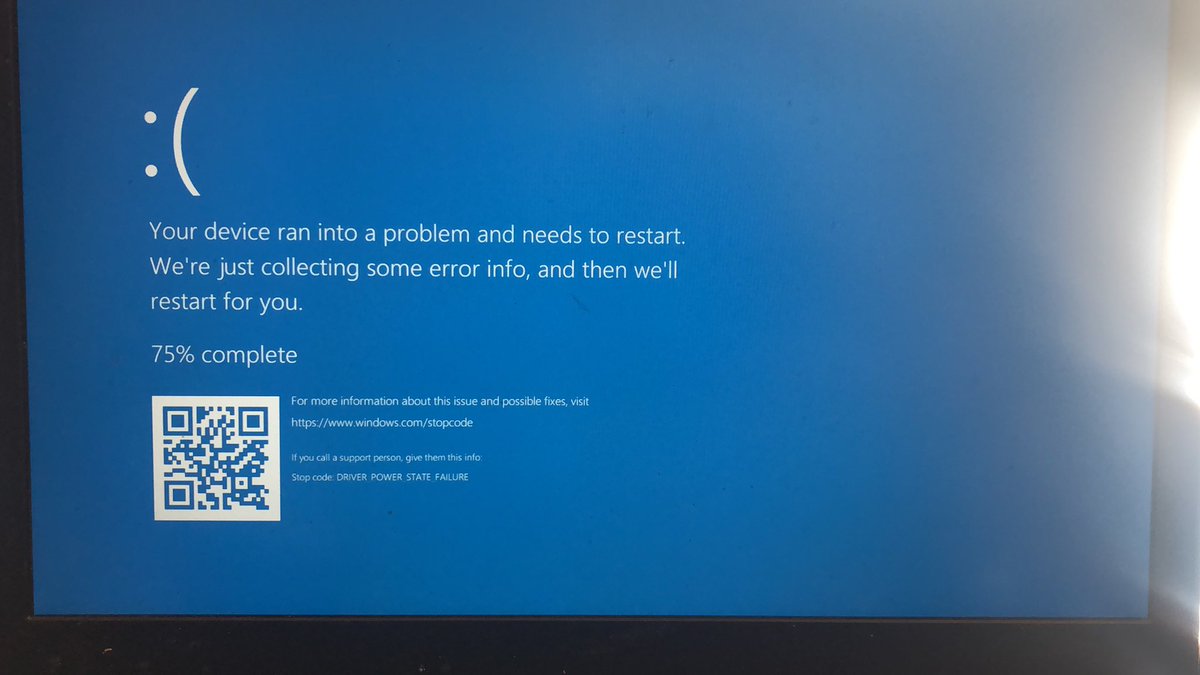 :(
Your device ran into a problem and needs to restart.
We're just collecting some error info, and then we'll
restart for you.
75% complete
For more information about this issue and possible fixes, visit
https://www.windows.com/stopcode
If you call a support person, give them this info:
Stop code: DRIVER POWER STATE FAILURE